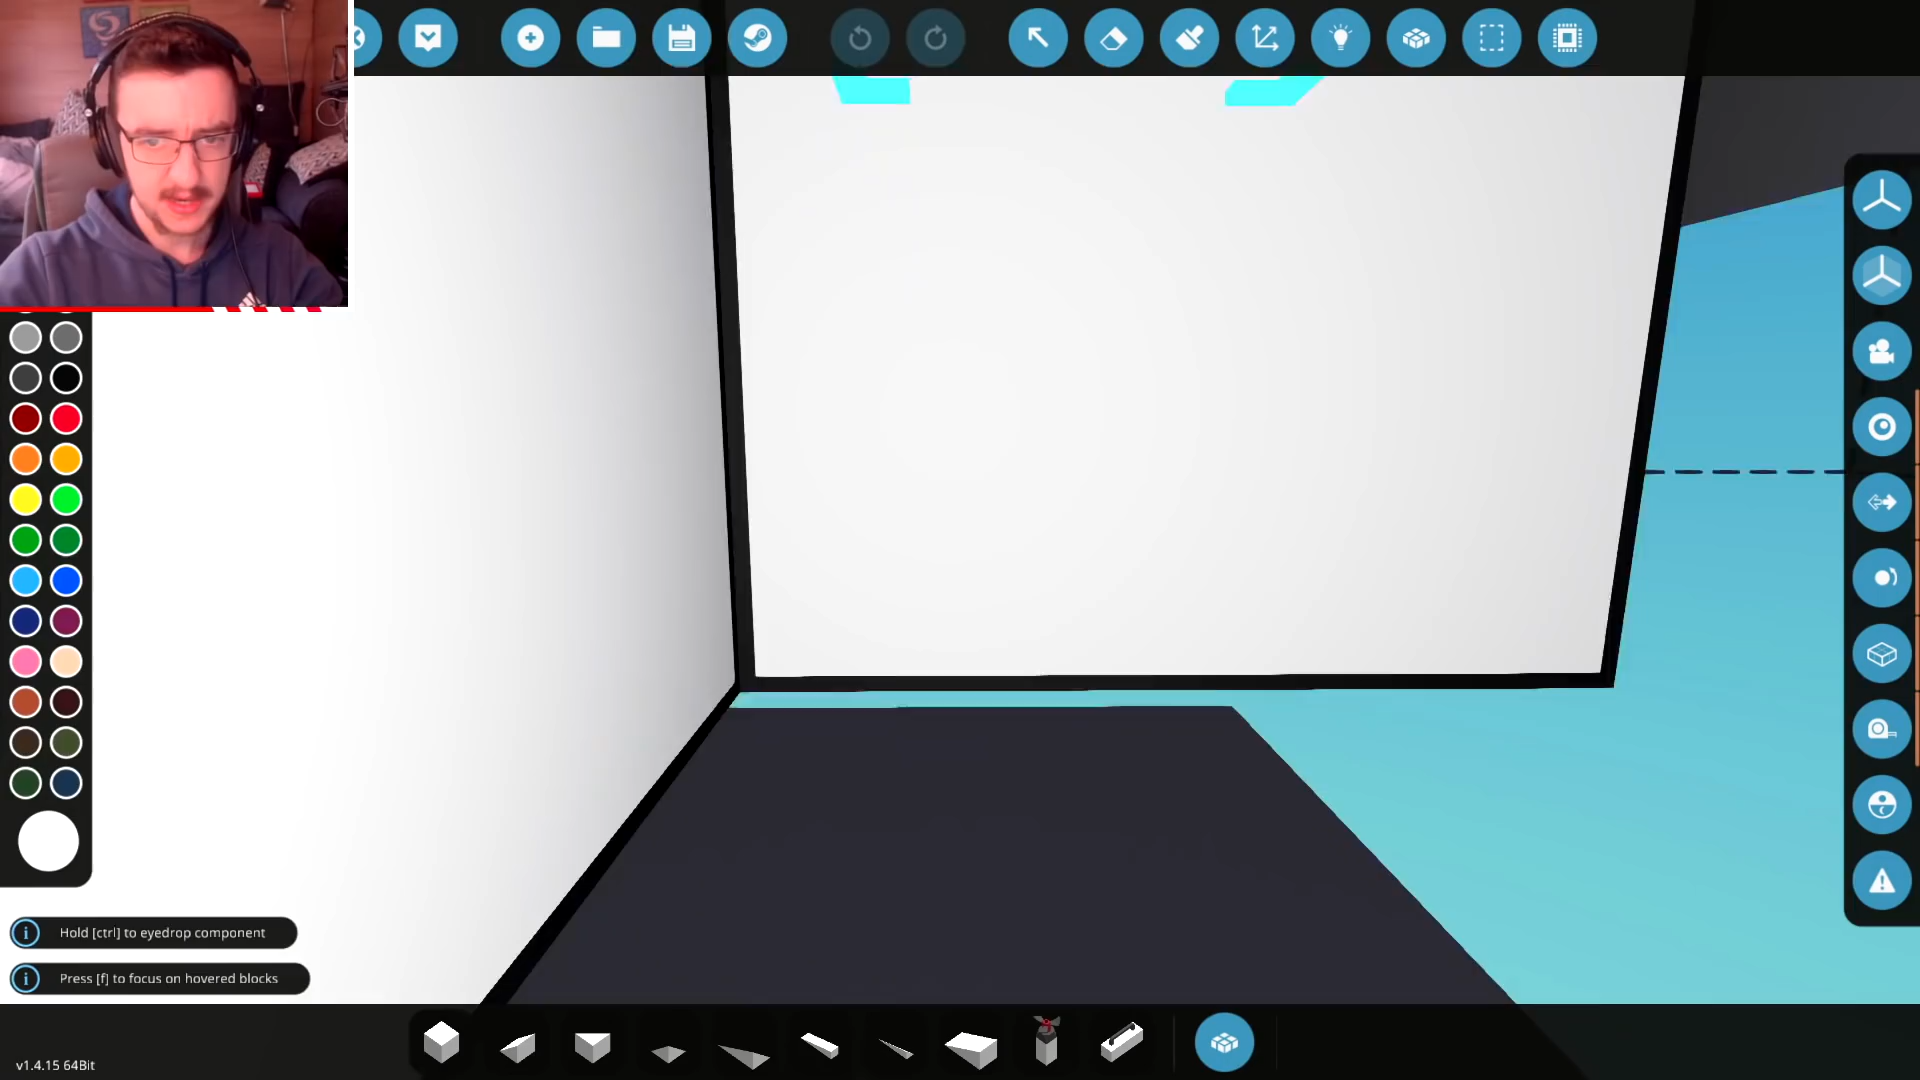 Hold [ctrl] to eyedrop component
Press [f] to focus on hovered blocks
v1.4.15 64Bit